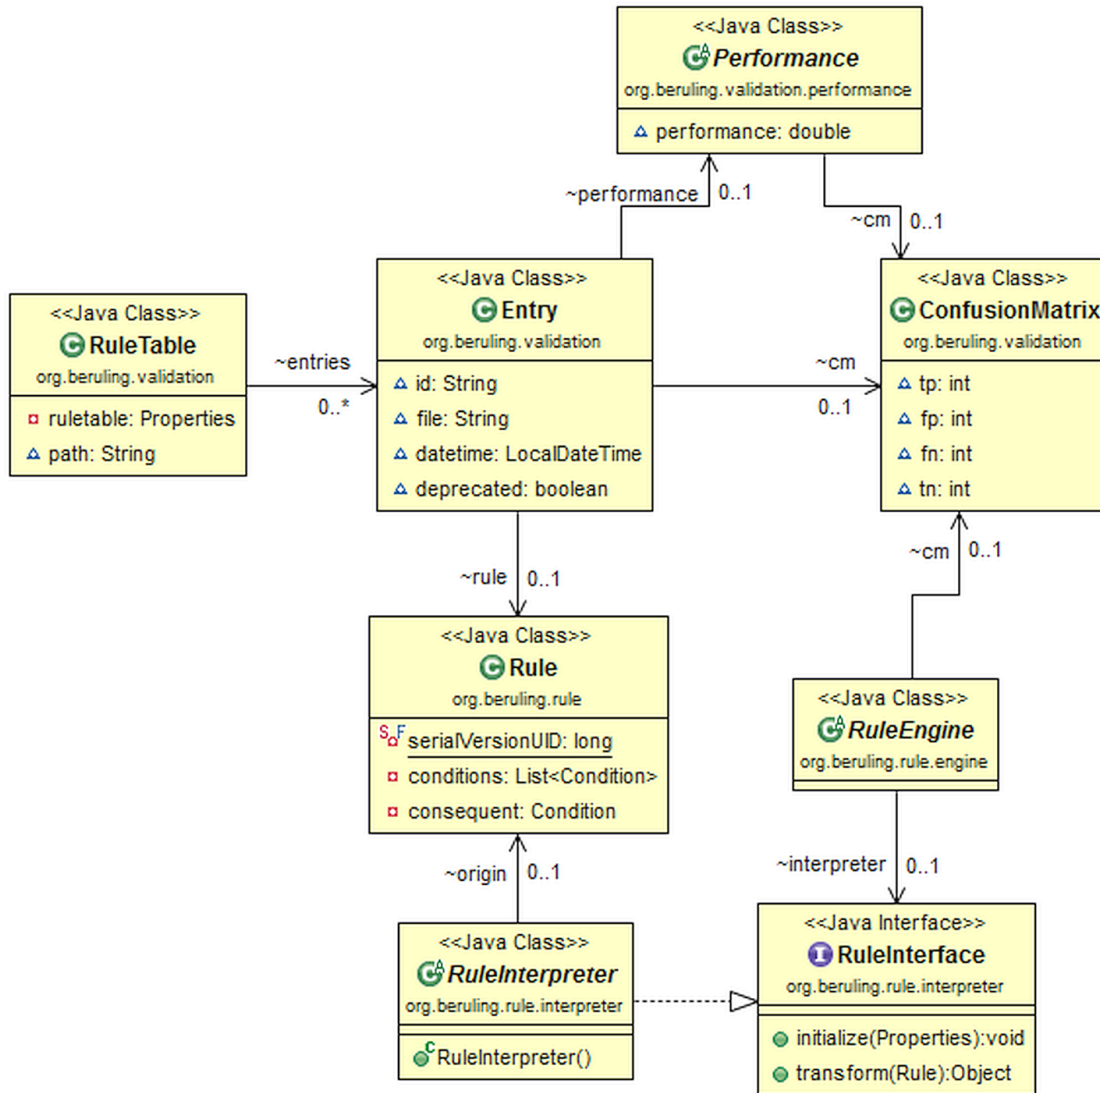 <<Java Class>>
Performance
org.beruling.validation.performance
performance: double
~performance
0..1
~cm
0..1
<<Java Class>>
RuleTable
org.beruling.validation
ruletable: Properties
path: String
~entries
0..*
<<Java Class>>
Entry
org.beruling.validation
id: String
file: String
datetime: LocalDateTime
deprecated: boolean
~cm
0..1
<<Java Class>>
ConfusionMatrix
org.beruling.validation
tp: int
fp: int
fn: int
tn: int
~rule
0..1
~cm
0..1
<<Java Class>>
Rule
org.beruling.rule
serialVersionUID: long
conditions: List<Condition>
consequent: Condition
<<Java Class>>
RuleEngine
org.beruling.rule.engine
~origin
0..1
~interpreter
0..1
<<Java Class>>
RuleInterpreter
org.beruling.rule.interpreter
RuleInterpreter()
<<Java Interface>>
RuleInterface
org.beruling.rule.interpreter
initialize(Properties):void
transform(Rule):Object